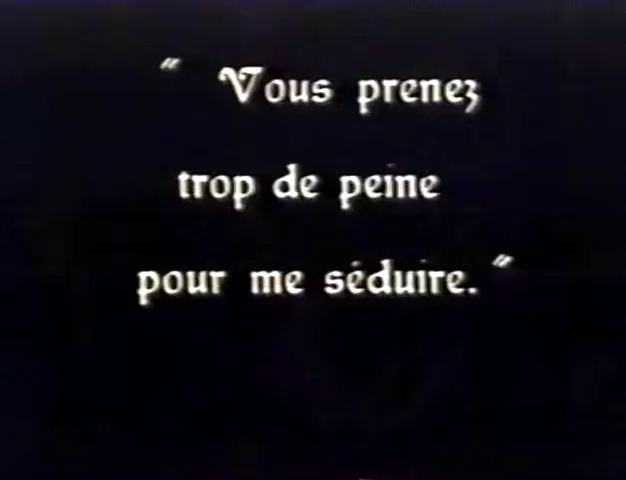 " Vous prenez
trop de peine
pour me séduire. "